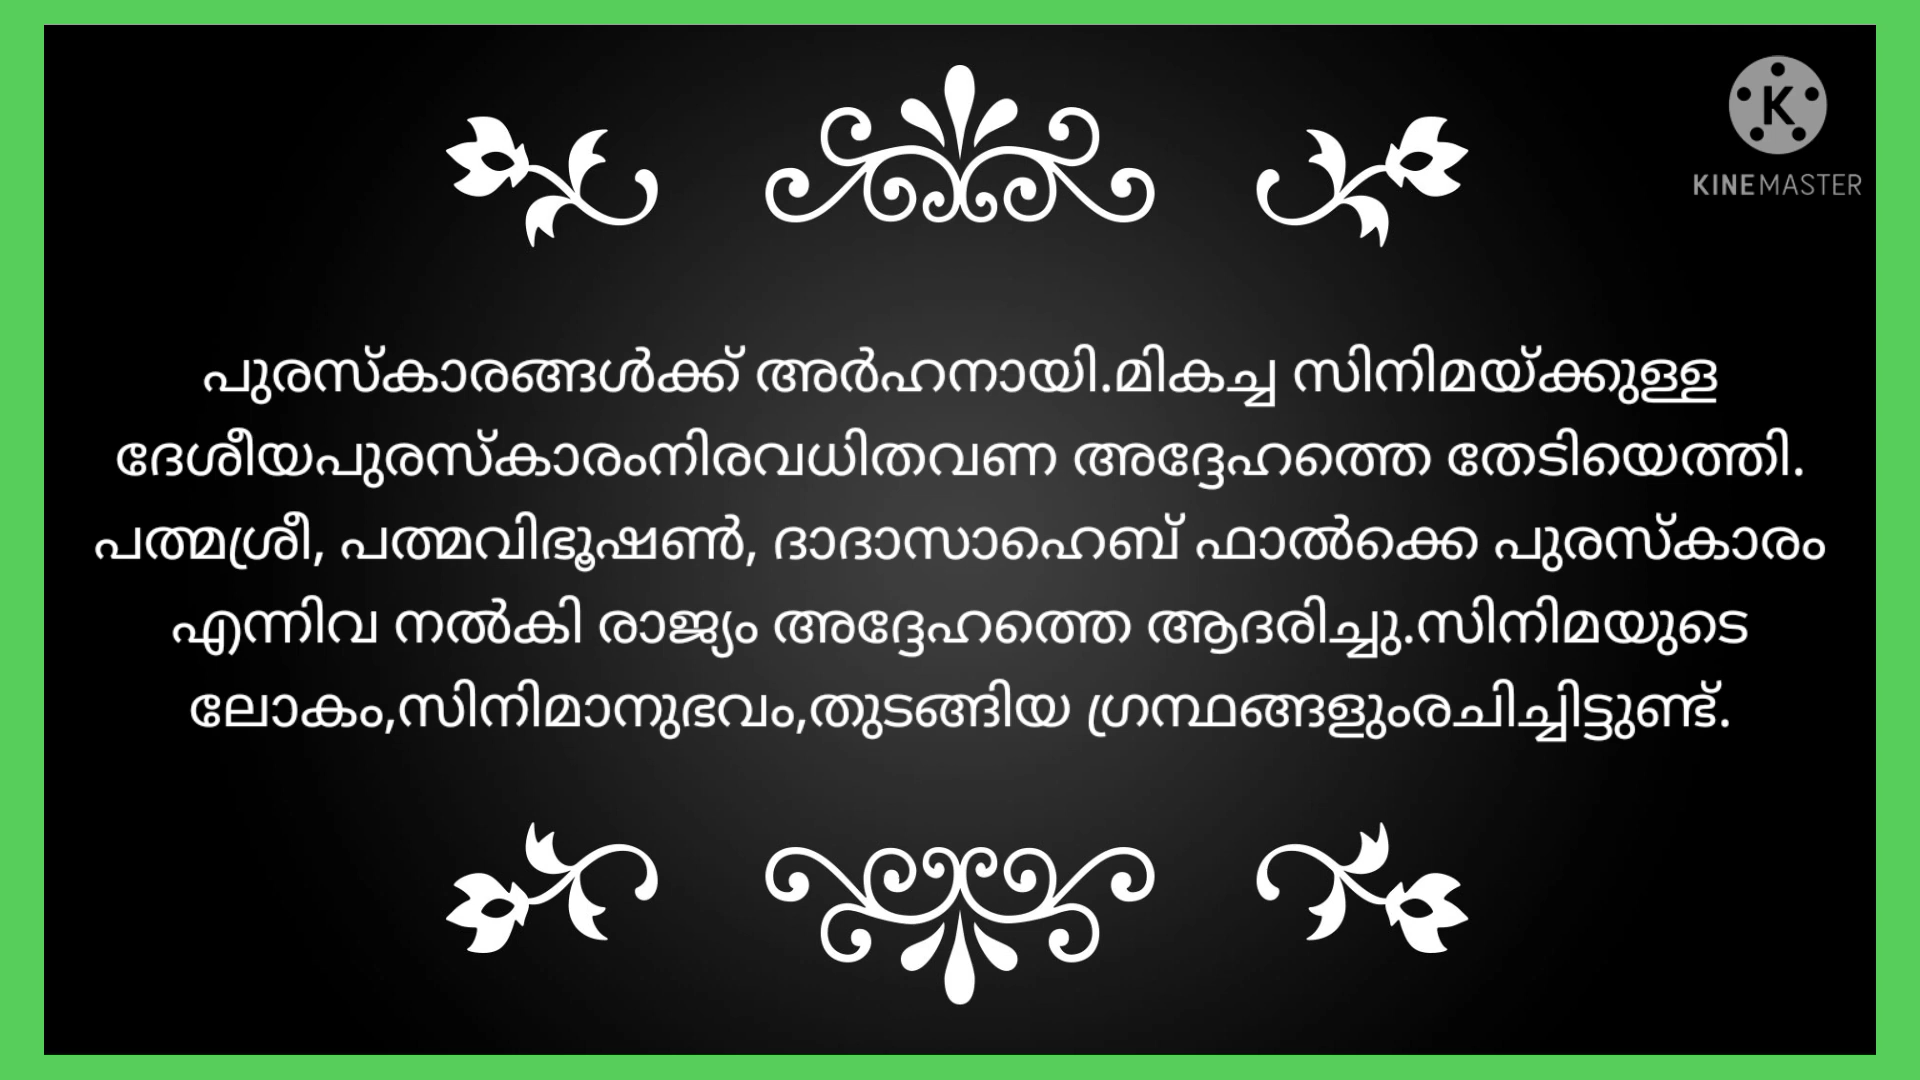 K
KINEMASTER
പുരസ്കാരങ്ങൾക്ക് അർഹനായി.മികച്ച സിനിമയ്ക്കുള്ള
ദേശീയപുരസ്കാരംനിരവധിതവണ അദ്ദേഹത്തെ തേടിയെത്തി.
പത്മശ്രീ, പത്മവിഭൂഷൺ, ദാദാസാഹെബ് ഫാൽക്കെ പുരസ്കാരം
എന്നിവ നൽകി രാജ്യം അദ്ദേഹത്തെ ആദരിച്ചു.സിനിമയുടെ
ലോകം,സിനിമാനുഭവം,തുടങ്ങിയ ഗ്രന്ഥങ്ങളുംരചിച്ചിട്ടുണ്ട്.